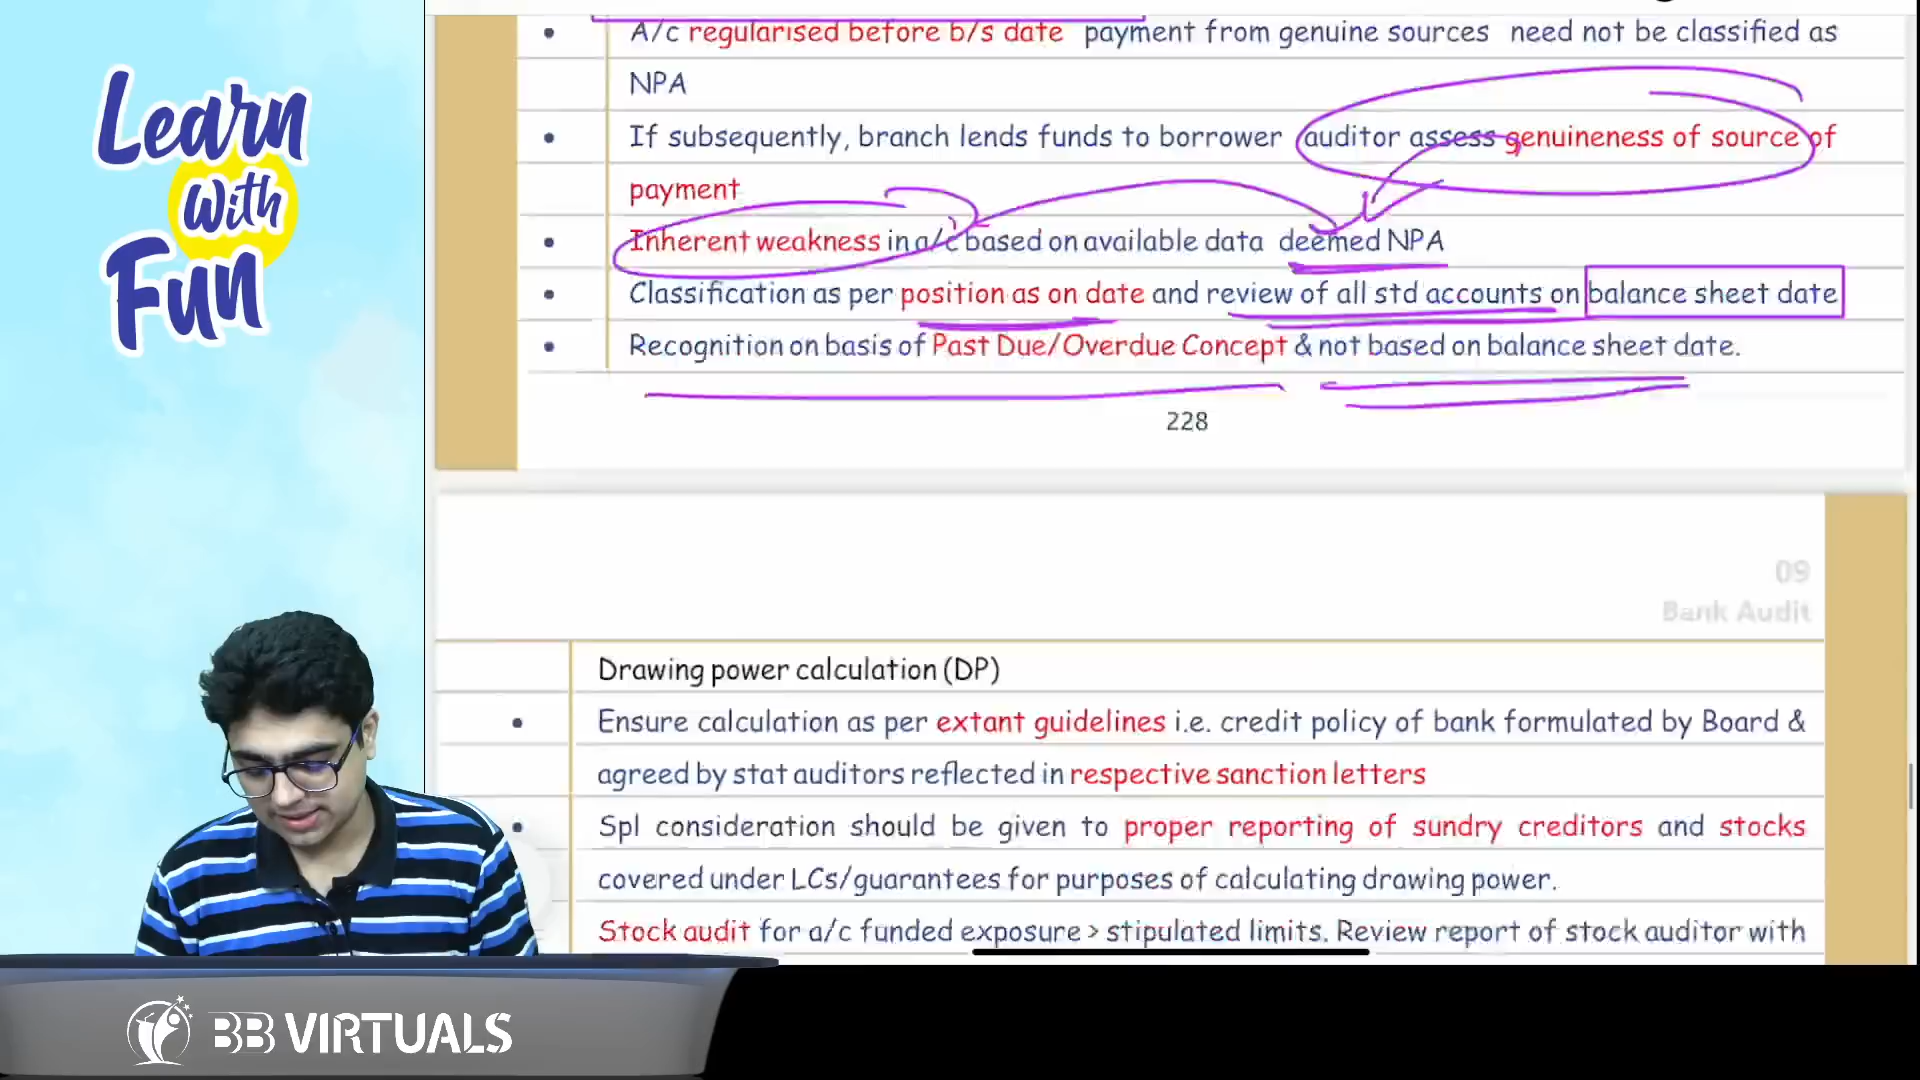 Learn
with
Fun
• A/c regularised before b/s date payment from genuine sources need not be classified as
NPA
• If subsequently, branch lends funds to borrower auditor assess genuineness of source of
payment
• Inherent weakness in a/c based on available data deemed NPA
• Classification as per position as on date and review of all std accounts on balance sheet date
• Recognition on basis of Past Due/Overdue Concept & not based on balance sheet date.
228
09
Bank Audit
Drawing power calculation (DP)
• Ensure calculation as per extant guidelines i.e. credit policy of bank formulated by Board &
agreed by stat auditors reflected in respective sanction letters
• Spl consideration should be given to proper reporting of sundry creditors and stocks
covered under LCs/guarantees for purposes of calculating drawing power.
Stock audit for a/c funded exposure > stipulated limits. Review report of stock auditor with
BB VIRTUALS